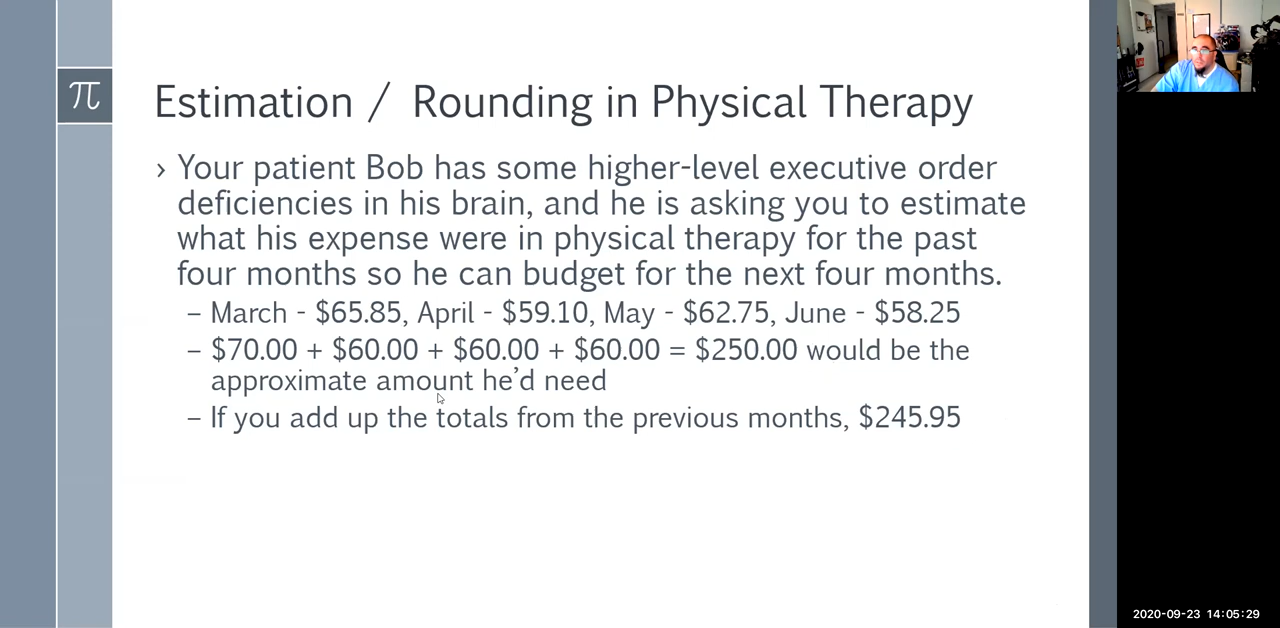 π
Estimation / Rounding in Physical Therapy
› Your patient Bob has some higher-level executive order
deficiencies in his brain, and he is asking you to estimate
what his expense were in physical therapy for the past
four months so he can budget for the next four months.
– March - $65.85, April - $59.10, May - $62.75, June - $58.25
– $70.00 + $60.00 + $60.00 + $60.00 = $250.00 would be the
approximate amount he’d need
– If you add up the totals from the previous months, $245.95
2020-09-23 14:05:29